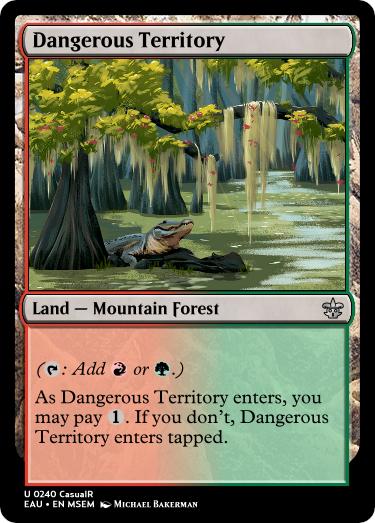 Dangerous Territory
Land — Mountain Forest
(: Add or .)
As Dangerous Territory enters, you
may pay 1. If you don't, Dangerous
Territory enters tapped.
U 0240 CasualR
EAU • EN MSEM Michael Bakerman